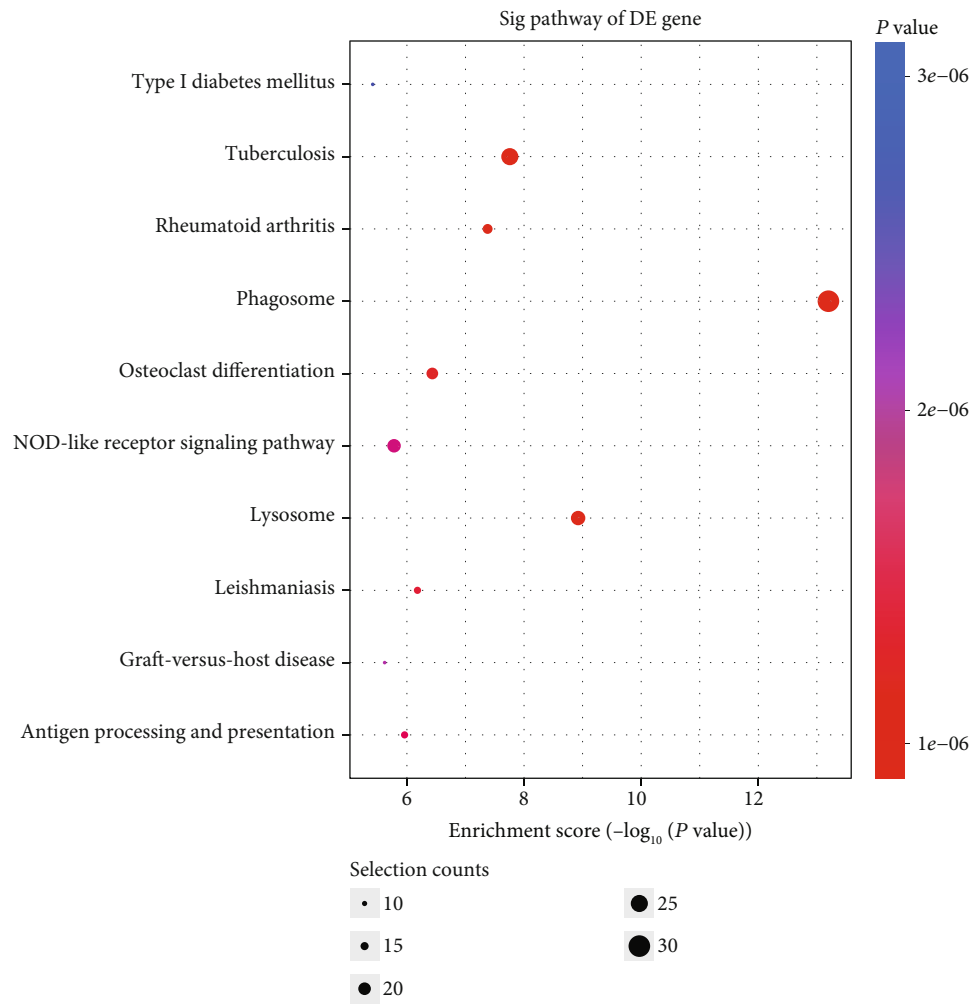 Sig pathway of DE gene
P value
Type I diabetes mellitus
Tuberculosis
Rheumatoid arthritis
Phagosome
Osteoclast differentiation
NOD-like receptor signaling pathway
Lysosome
Leishmaniasis
Graft-versus-host disease
Antigen processing and presentation
3e−06
2e−06
1e−06
6 8 10 12
Enrichment score (–log₁₀ (P value))
Selection counts
10 25
15 30
20